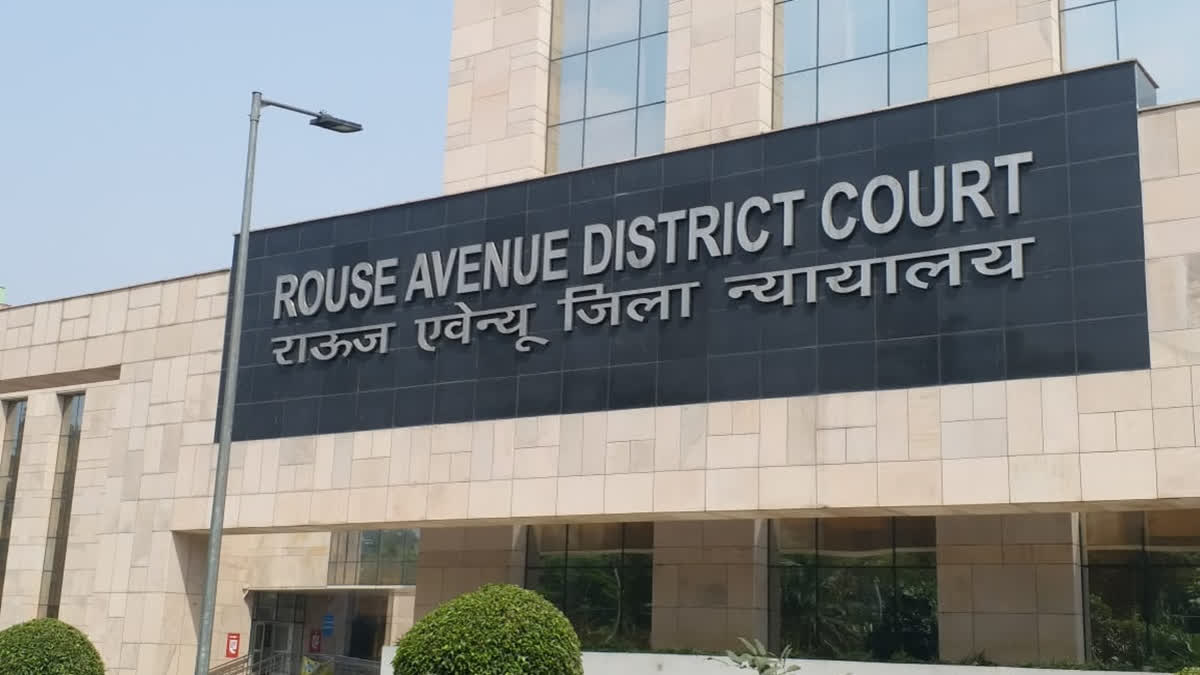 ROUSE AVENUE DISTRICT COURT
राऊज एवेन्यू जिला न्यायालय